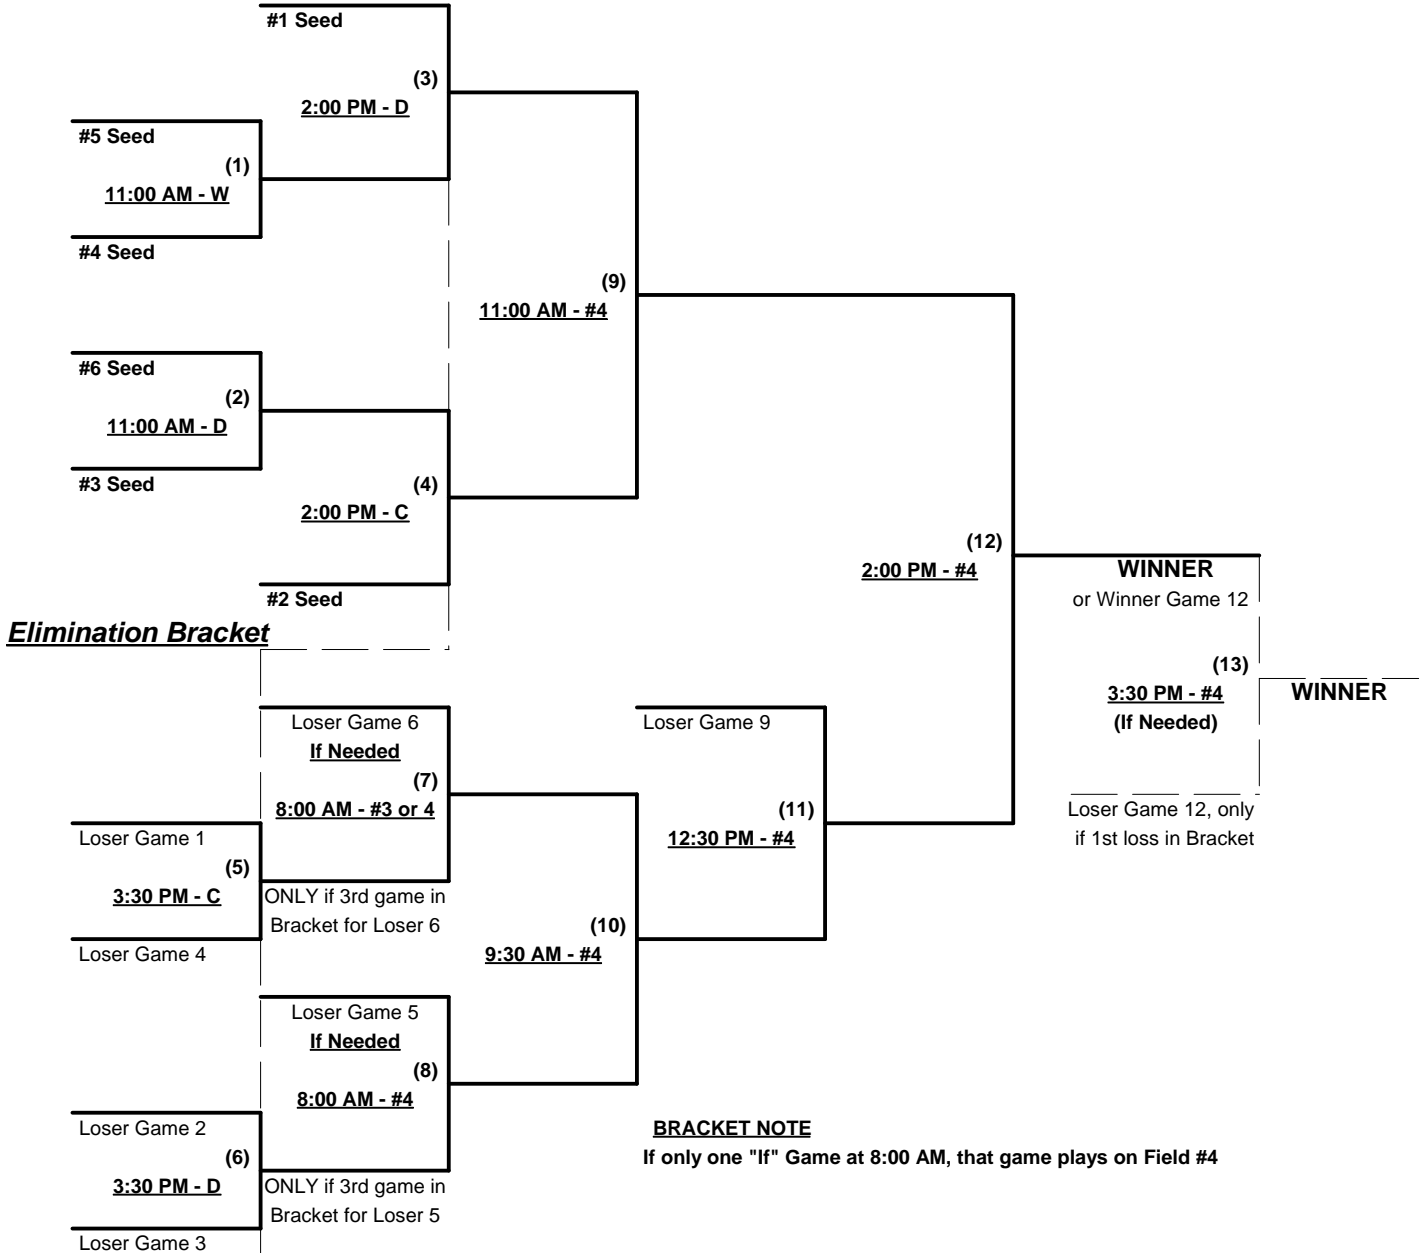 #1 Seed
(3)
2:00 PM - D
#5 Seed
(1)
11:00 AM - W
#4 Seed
(9)
11:00 AM - #4
#6 Seed
(2)
11:00 AM - D
#3 Seed
(4)
2:00 PM - C
(12)
2:00 PM - #4
WINNER
or Winner Game 12
#2 Seed
Elimination Bracket
(13)
3:30 PM - #4
(If Needed)
WINNER
Loser Game 6
If Needed
(7)
8:00 AM - #3 or 4
Loser Game 9
(11)
12:30 PM - #4
Loser Game 12, only
if 1st loss in Bracket
Loser Game 1
(5)
3:30 PM - C
Loser Game 4
ONLY if 3rd game in
Bracket for Loser 6
(10)
9:30 AM - #4
Loser Game 5
If Needed
(8)
8:00 AM - #4
Loser Game 2
(6)
3:30 PM - D
Loser Game 3
ONLY if 3rd game in
Bracket for Loser 5
BRACKET NOTE
If only one "If" Game at 8:00 AM, that game plays on Field #4